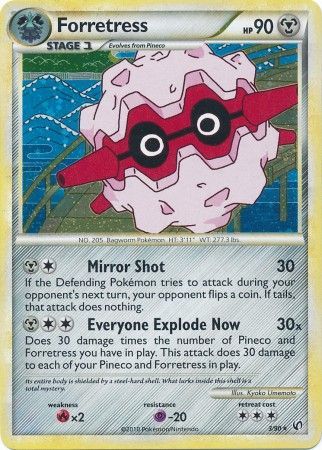 Forretress HP 90
STAGE 1 Evolves from Pineco
NO. 205 Bagworm Pokémon HT: 3'11" WT: 277.3 lbs.
Mirror Shot 30
If the Defending Pokémon tries to attack during your
opponent's next turn, your opponent flips a coin. If tails,
that attack does nothing.
Everyone Explode Now 30x
Does 30 damage times the number of Pineco and
Forretress you have in play. This attack does 30 damage
to each of your Pineco and Forretress in play.
Its entire body is shielded by a steel-hard shell. What lurks inside this shell is
a total mystery.
Illus. Kyoko Umemoto
weakness resistance retreat cost
x2 -20
©2010 Pokémon/Nintendo 3/90 ★